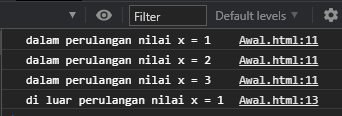 Filter
Default levels
dalam perulangan nilai x = 1 Awal.html:11
dalam perulangan nilai x = 2 Awal.html:11
dalam perulangan nilai x = 3 Awal.html:11
di luar perulangan nilai x = 1 Awal.html:13